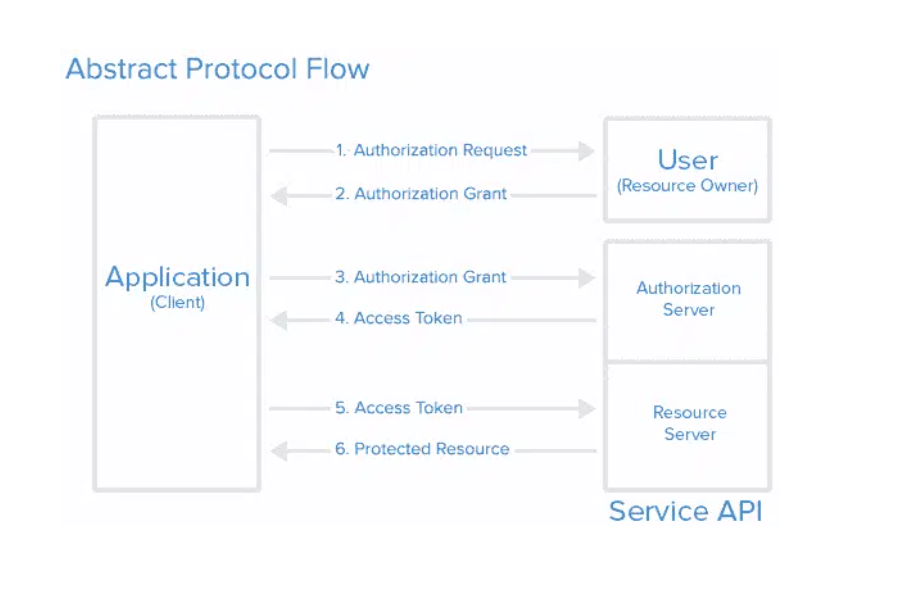 Abstract Protocol Flow
1. Authorization Request
User
(Resource Owner)
2. Authorization Grant
Application
(Client)
3. Authorization Grant
Authorization
Server
4. Access Token
5. Access Token
Resource
Server
6. Protected Resource
Service API